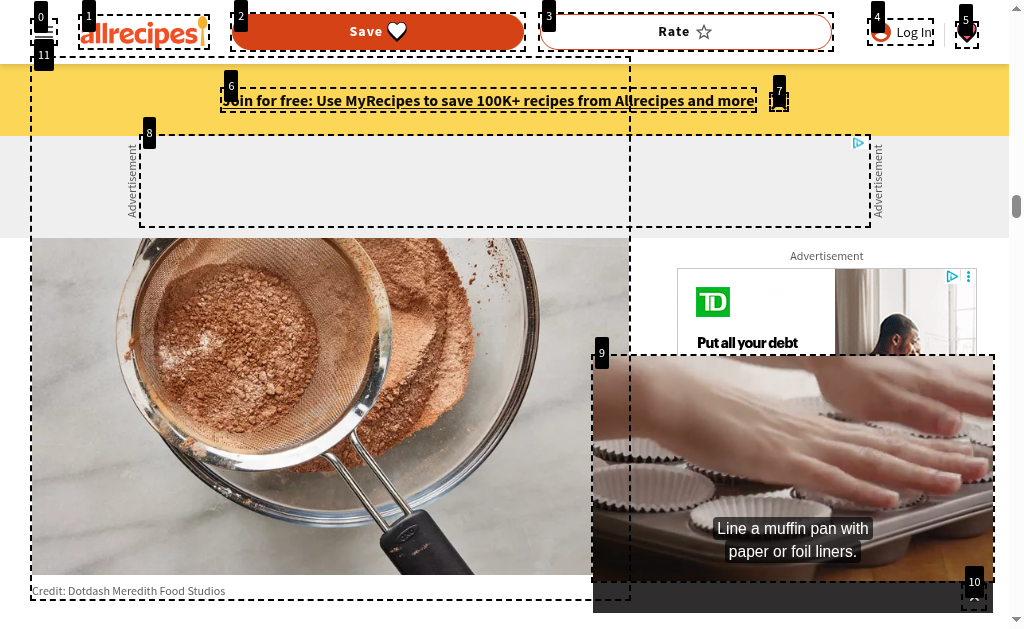 0
1
2
3
4
5
allrecipes
Save
Rate
Log In
11
6
7
Join for free: Use MyRecipes to save 100K+ recipes from Allrecipes and more
8
Advertisement
Advertisement
Advertisement
TD
Put all your debt
9
Line a muffin pan with
paper or foil liners.
10
Credit: Dotdash Meredith Food Studios